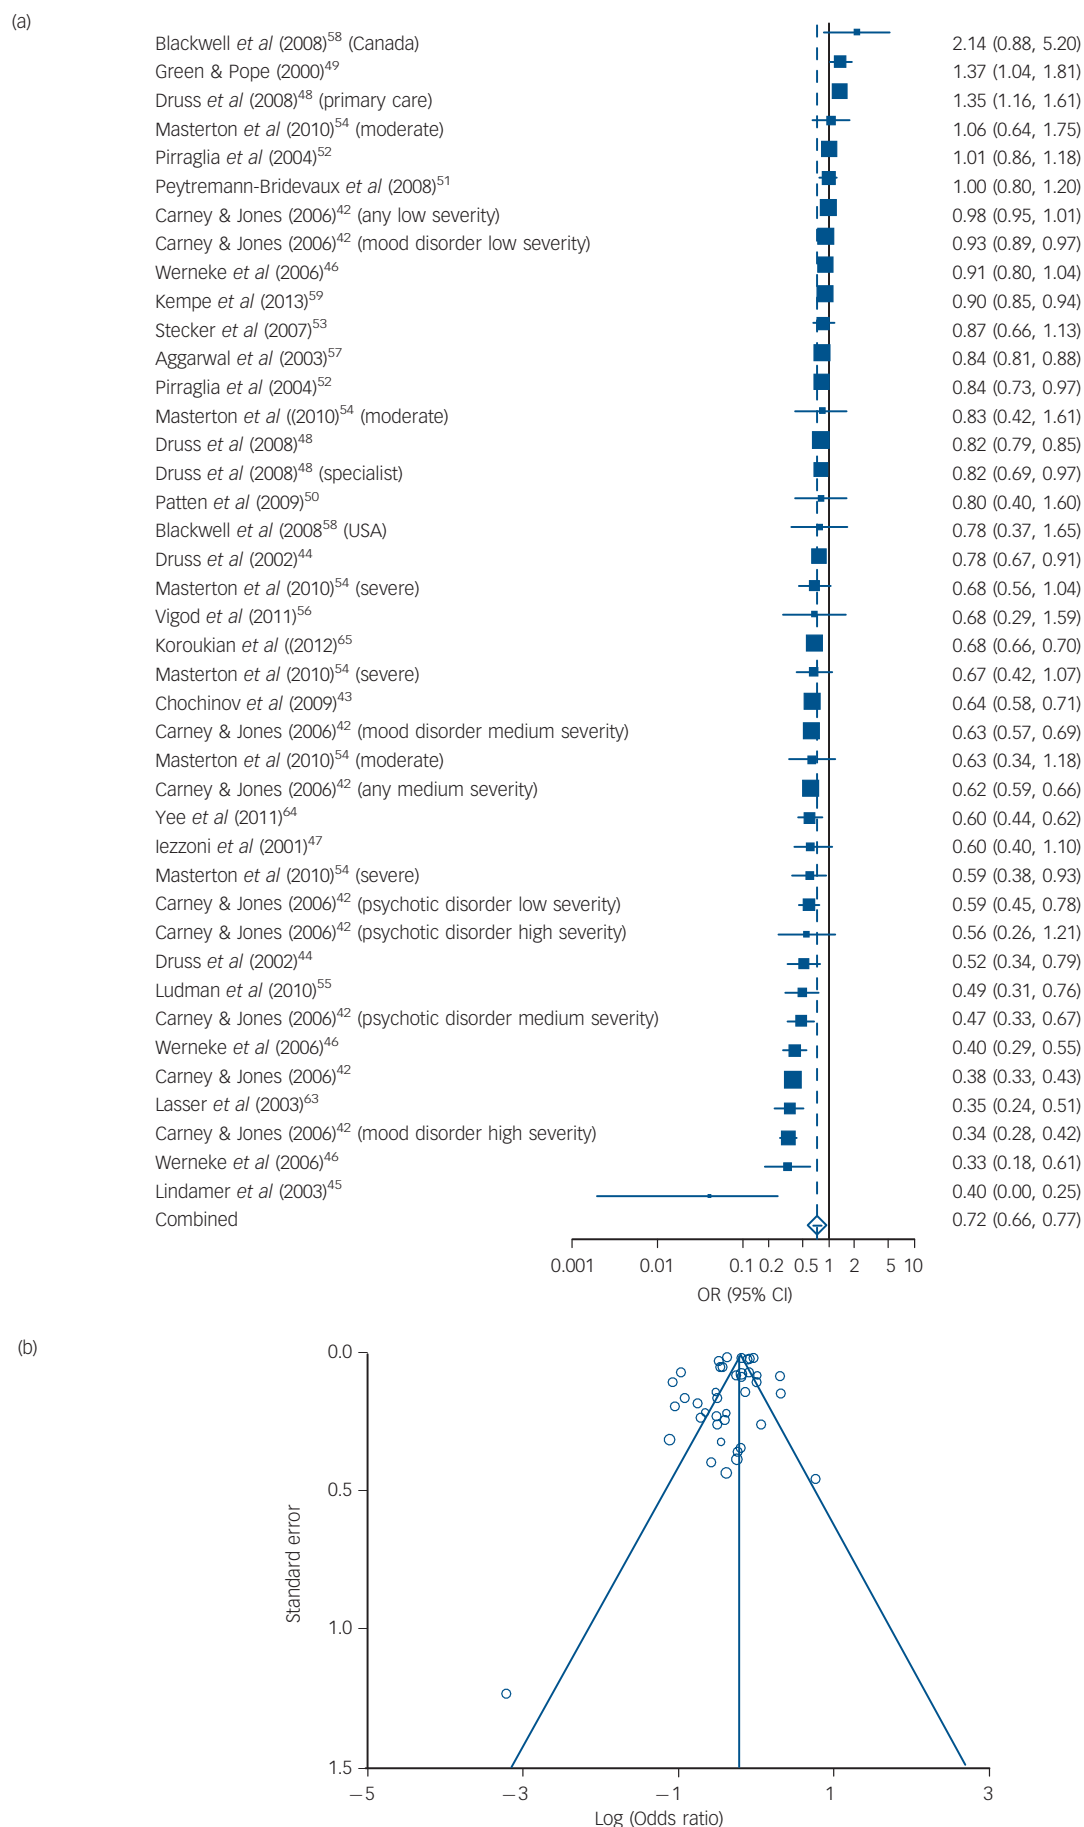 (a)
Blackwell et al (2008)58 (Canada) 2.14 (0.88, 5.20)
Green & Pope (2000)49 1.37 (1.04, 1.81)
Druss et al (2008)48 (primary care) 1.35 (1.16, 1.61)
Masterton et al (2010)54 (moderate) 1.06 (0.64, 1.75)
Pirraglia et al (2004)52 1.01 (0.86, 1.18)
Peytremann-Bridevaux et al (2008)51 1.00 (0.80, 1.20)
Carney & Jones (2006)42 (any low severity) 0.98 (0.95, 1.01)
Carney & Jones (2006)42 (mood disorder low severity) 0.93 (0.89, 0.97)
Werneke et al (2006)46 0.91 (0.80, 1.04)
Kempe et al (2013)59 0.90 (0.85, 0.94)
Stecker et al (2007)53 0.87 (0.66, 1.13)
Aggarwal et al (2003)57 0.84 (0.81, 0.88)
Pirraglia et al (2004)52 0.84 (0.73, 0.97)
Masterton et al ((2010)54 (moderate) 0.83 (0.42, 1.61)
Druss et al (2008)48 0.82 (0.79, 0.85)
Druss et al (2008)48 (specialist) 0.82 (0.69, 0.97)
Patten et al (2009)50 0.80 (0.40, 1.60)
Blackwell et al (200858 (USA) 0.78 (0.37, 1.65)
Druss et al (2002)44 0.78 (0.67, 0.91)
Masterton et al (2010)54 (severe) 0.68 (0.56, 1.04)
Vigod et al (2011)56 0.68 (0.29, 1.59)
Koroukian et al ((2012)65 0.68 (0.66, 0.70)
Masterton et al (2010)54 (severe) 0.67 (0.42, 1.07)
Chochinov et al (2009)43 0.64 (0.58, 0.71)
Carney & Jones (2006)42 (mood disorder medium severity) 0.63 (0.57, 0.69)
Masterton et al (2010)54 (moderate) 0.63 (0.34, 1.18)
Carney & Jones (2006)42 (any medium severity) 0.62 (0.59, 0.66)
Yee et al (2011)64 0.60 (0.44, 0.62)
Iezzoni et al (2001)47 0.60 (0.40, 1.10)
Masterton et al (2010)54 (severe) 0.59 (0.38, 0.93)
Carney & Jones (2006)42 (psychotic disorder low severity) 0.59 (0.45, 0.78)
Carney & Jones (2006)42 (psychotic disorder high severity) 0.56 (0.26, 1.21)
Druss et al (2002)44 0.52 (0.34, 0.79)
Ludman et al (2010)55 0.49 (0.31, 0.76)
Carney & Jones (2006)42 (psychotic disorder medium severity) 0.47 (0.33, 0.67)
Werneke et al (2006)46 0.40 (0.29, 0.55)
Carney & Jones (2006)42 0.38 (0.33, 0.43)
Lasser et al (2003)63 0.35 (0.24, 0.51)
Carney & Jones (2006)42 (mood disorder high severity) 0.34 (0.28, 0.42)
Werneke et al (2006)46 0.33 (0.18, 0.61)
Lindamer et al (2003)45 0.40 (0.00, 0.25)
Combined 0.72 (0.66, 0.77)
0.001 0.01 0.1 0.2 0.5 1 2 5 10
OR (95% CI)
(b)
0.0
0.5
1.0
1.5
Standard error
−5 −3 −1 1 3
Log (Odds ratio)